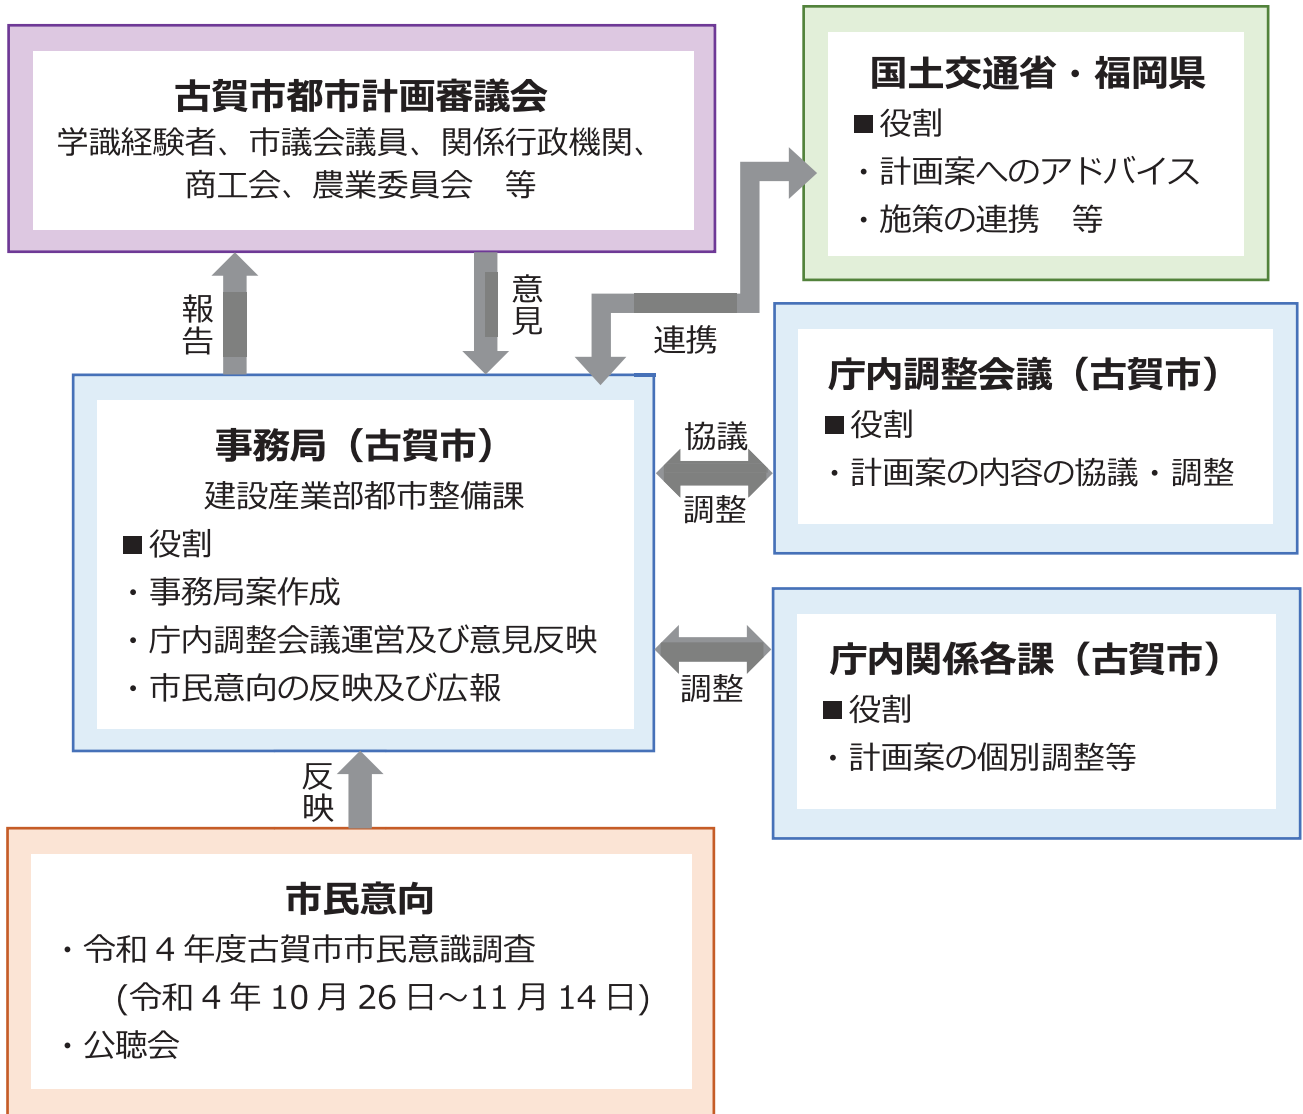 古賀市都市計画審議会
学識経験者、市議会議員、関係行政機関、
商工会、農業委員会　等
国土交通省・福岡県
■役割
・計画案へのアドバイス
・施策の連携　等
報告
意見
連携
事務局（古賀市）
建設産業部都市整備課
■役割
・事務局案作成
・庁内調整会議運営及び意見反映
・市民意向の反映及び広報
協議
調整
庁内調整会議（古賀市）
■役割
・計画案の内容の協議・調整
調整
庁内関係各課（古賀市）
■役割
・計画案の個別調整等
反映
市民意向
・令和４年度古賀市市民意識調査
(令和４年 10 月 26 日～11 月 14 日)
・公聴会